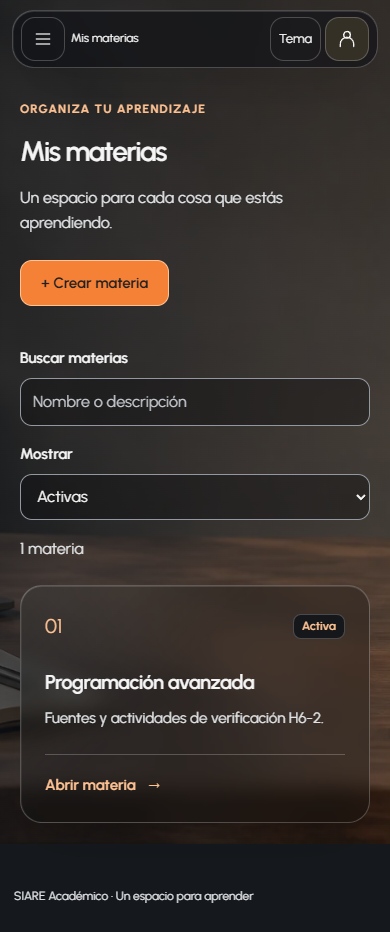 Mis materias
Tema
ORGANIZA TU APRENDIZAJE
Mis materias
Un espacio para cada cosa que estás
aprendiendo.
+ Crear materia
Buscar materias
Nombre o descripción
Mostrar
Activas
1 materia
01
Activa
Programación avanzada
Fuentes y actividades de verificación H6-2.
Abrir materia →
SIARE Académico · Un espacio para aprender